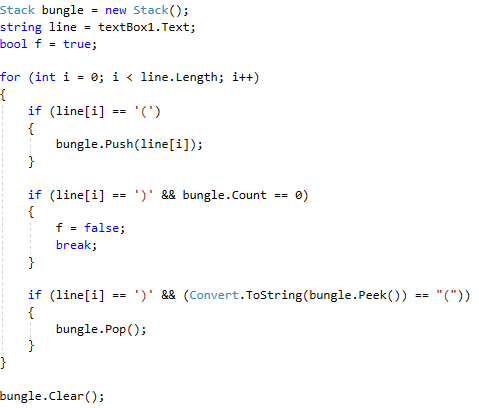 Stack bungle = new Stack();
string line = textBox1.Text;
bool f = true;

for (int i = 0; i < line.Length; i++)
{
    if (line[i] == '(')
    {
        bungle.Push(line[i]);
    }

    if (line[i] == ')' && bungle.Count == 0)
    {
        f = false;
        break;
    }

    if (line[i] == ')' && (Convert.ToString(bungle.Peek()) == "("))
    {
        bungle.Pop();
    }
}

bungle.Clear();